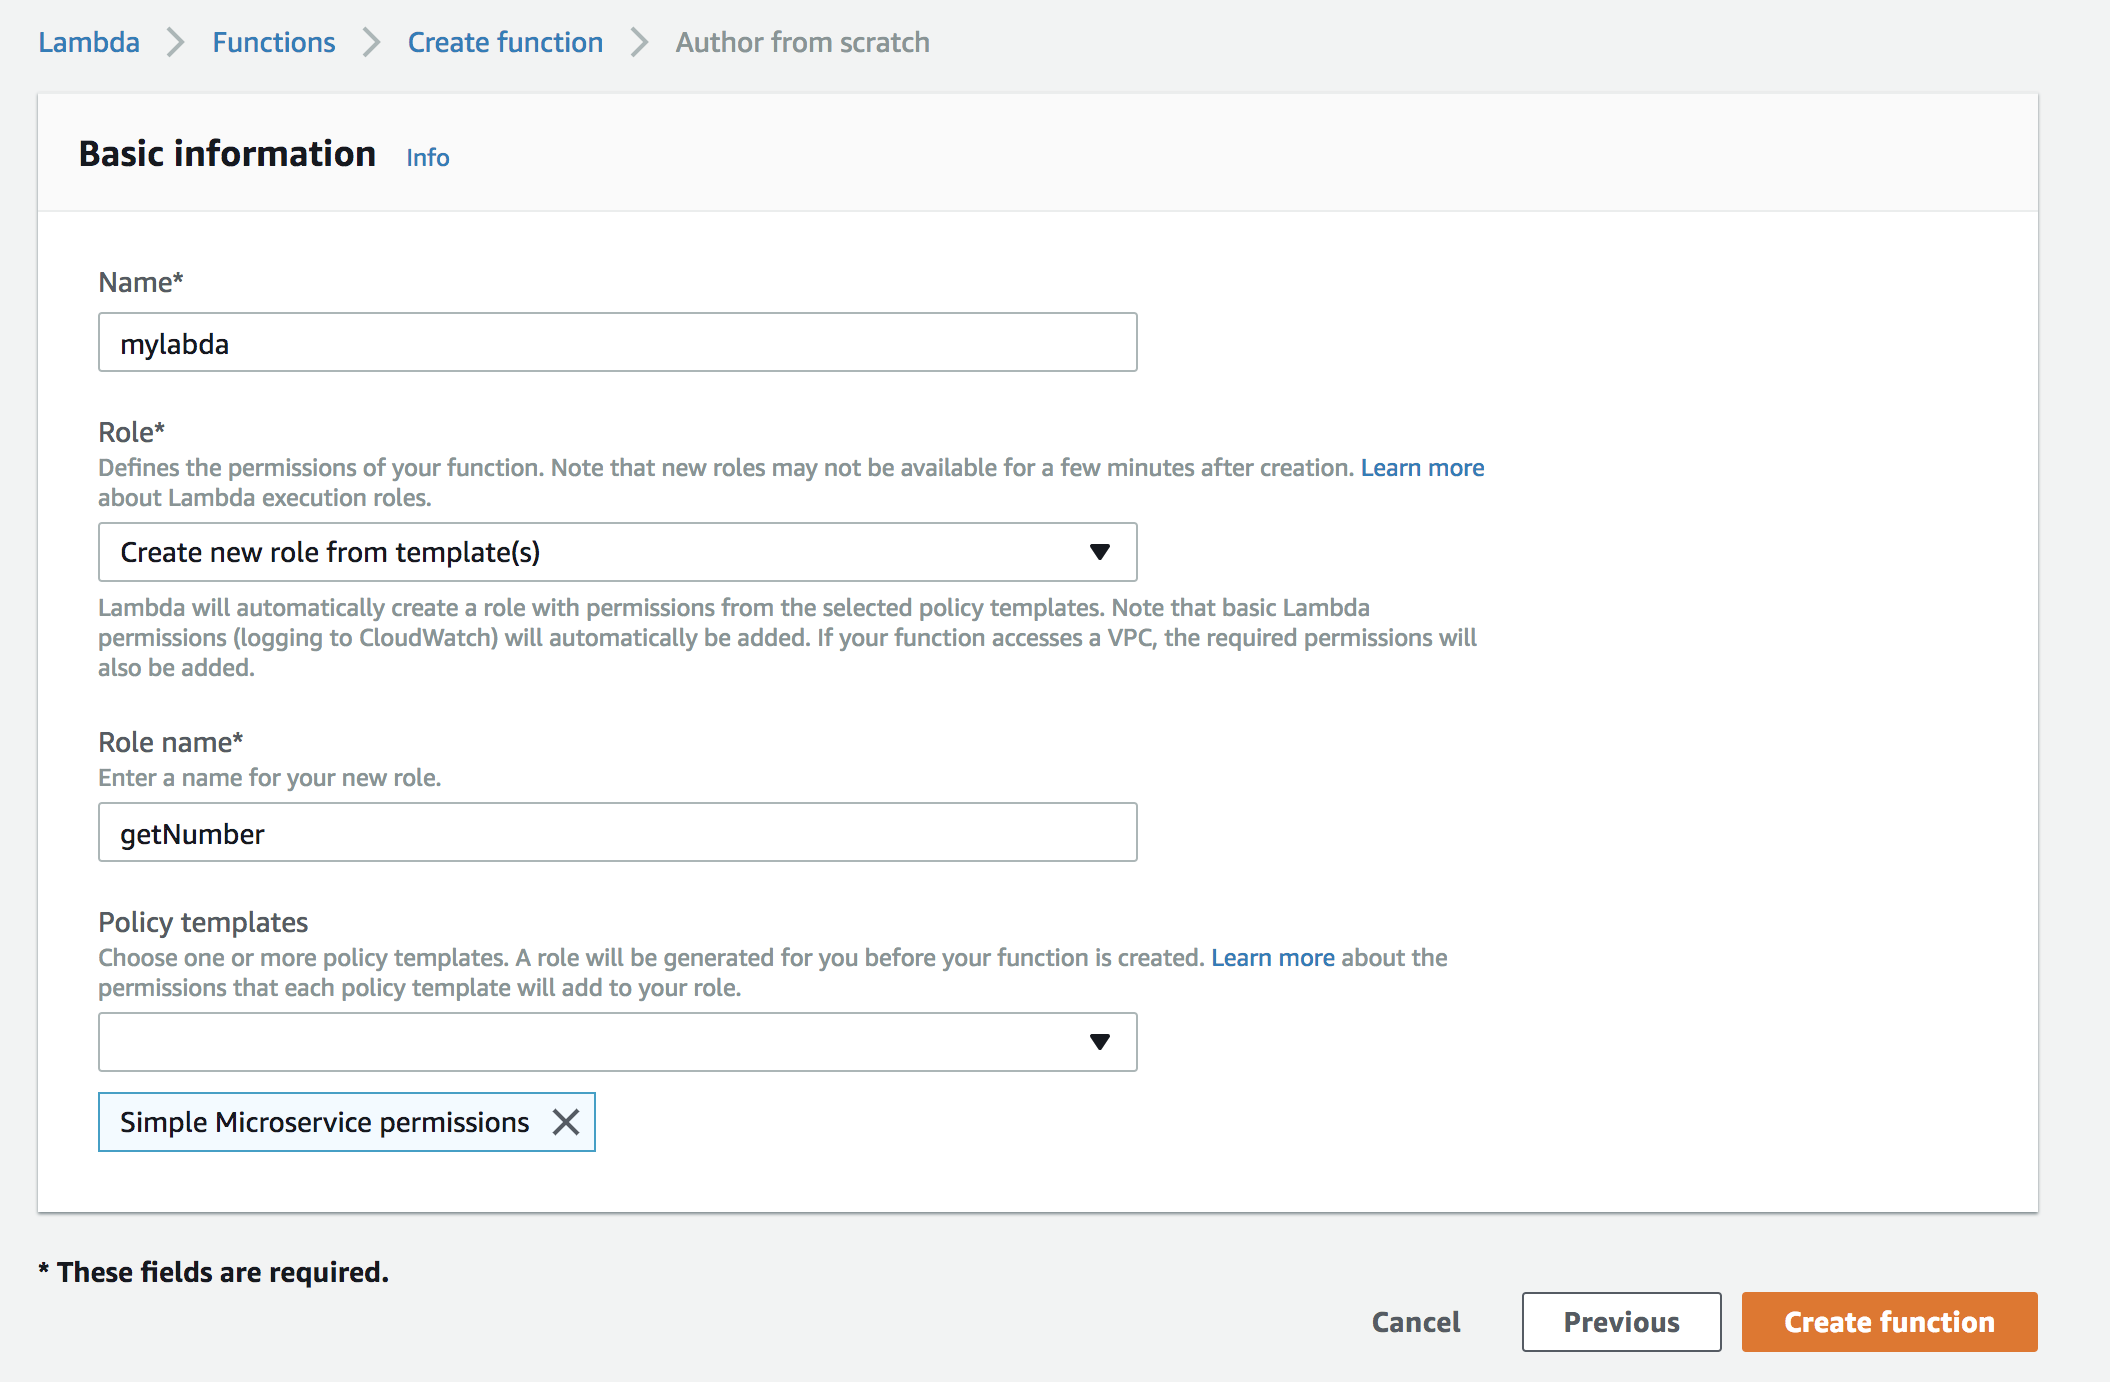 Lambda > Functions > Create function > Author from scratch
Basic information Info
Name*
mylabda
Role*
Defines the permissions of your function. Note that new roles may not be available for a few minutes after creation. Learn more
about Lambda execution roles.
Create new role from template(s)
Lambda will automatically create a role with permissions from the selected policy templates. Note that basic Lambda
permissions (logging to CloudWatch) will automatically be added. If your function accesses a VPC, the required permissions will
also be added.
Role name*
Enter a name for your new role.
getNumber
Policy templates
Choose one or more policy templates. A role will be generated for you before your function is created. Learn more about the
permissions that each policy template will add to your role.
Simple Microservice permissions
* These fields are required.
Cancel Previous Create function